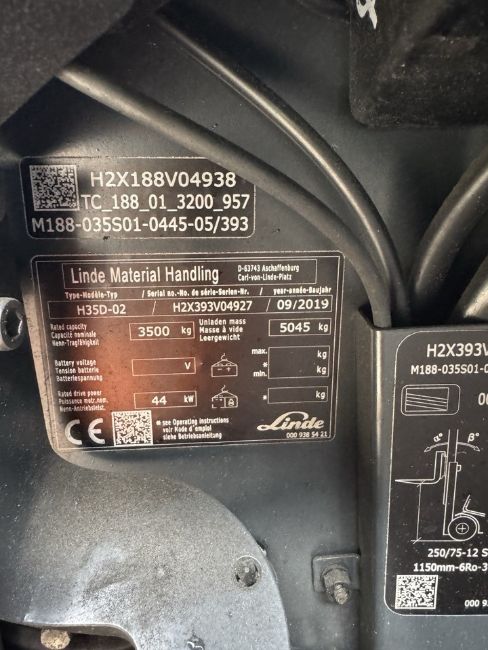 H2X188V04938
TC_188_01_3200_957
M188-035S01-0445-05/393
Linde Material Handling
D-63743 Aschaffenburg
Carl-von-Linde-Platz
Type-Modèle-Typ / Serial no.-No. de série-Serien-Nr. / year-année-Baujahr
H35D-02 / H2X393V04927 / 09/2019
Rated capacity
Capacité nominale
Nenn-Tragfähigkeit
3500 kg
Unladen mass
Masse à vide
Leergewicht
5045 kg
Battery voltage
Tension batterie
Batteriespannung
V
max. kg
*
min. kg
Rated drive power
Puissance motr.nom.
Nenn-Antriebsleist.
44 kW
* kg
CE
* see Operating instructions
voir Mode d'emploi
siehe Betriebsanleitung
Linde
000 938 54 21
H2X393V
M188-035S01-0
00
α° β°
250/75-12 S
1150mm-6Ro-3
000 9